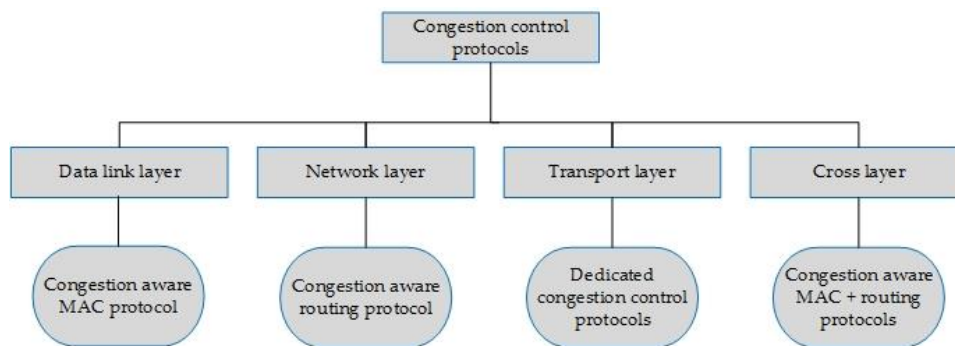 Congestion control
protocols
Data link layer
Network layer
Transport layer
Cross layer
Congestion aware
MAC protocol
Congestion aware
routing protocol
Dedicated
congestion control
protocols
Congestion aware
MAC + routing
protocols